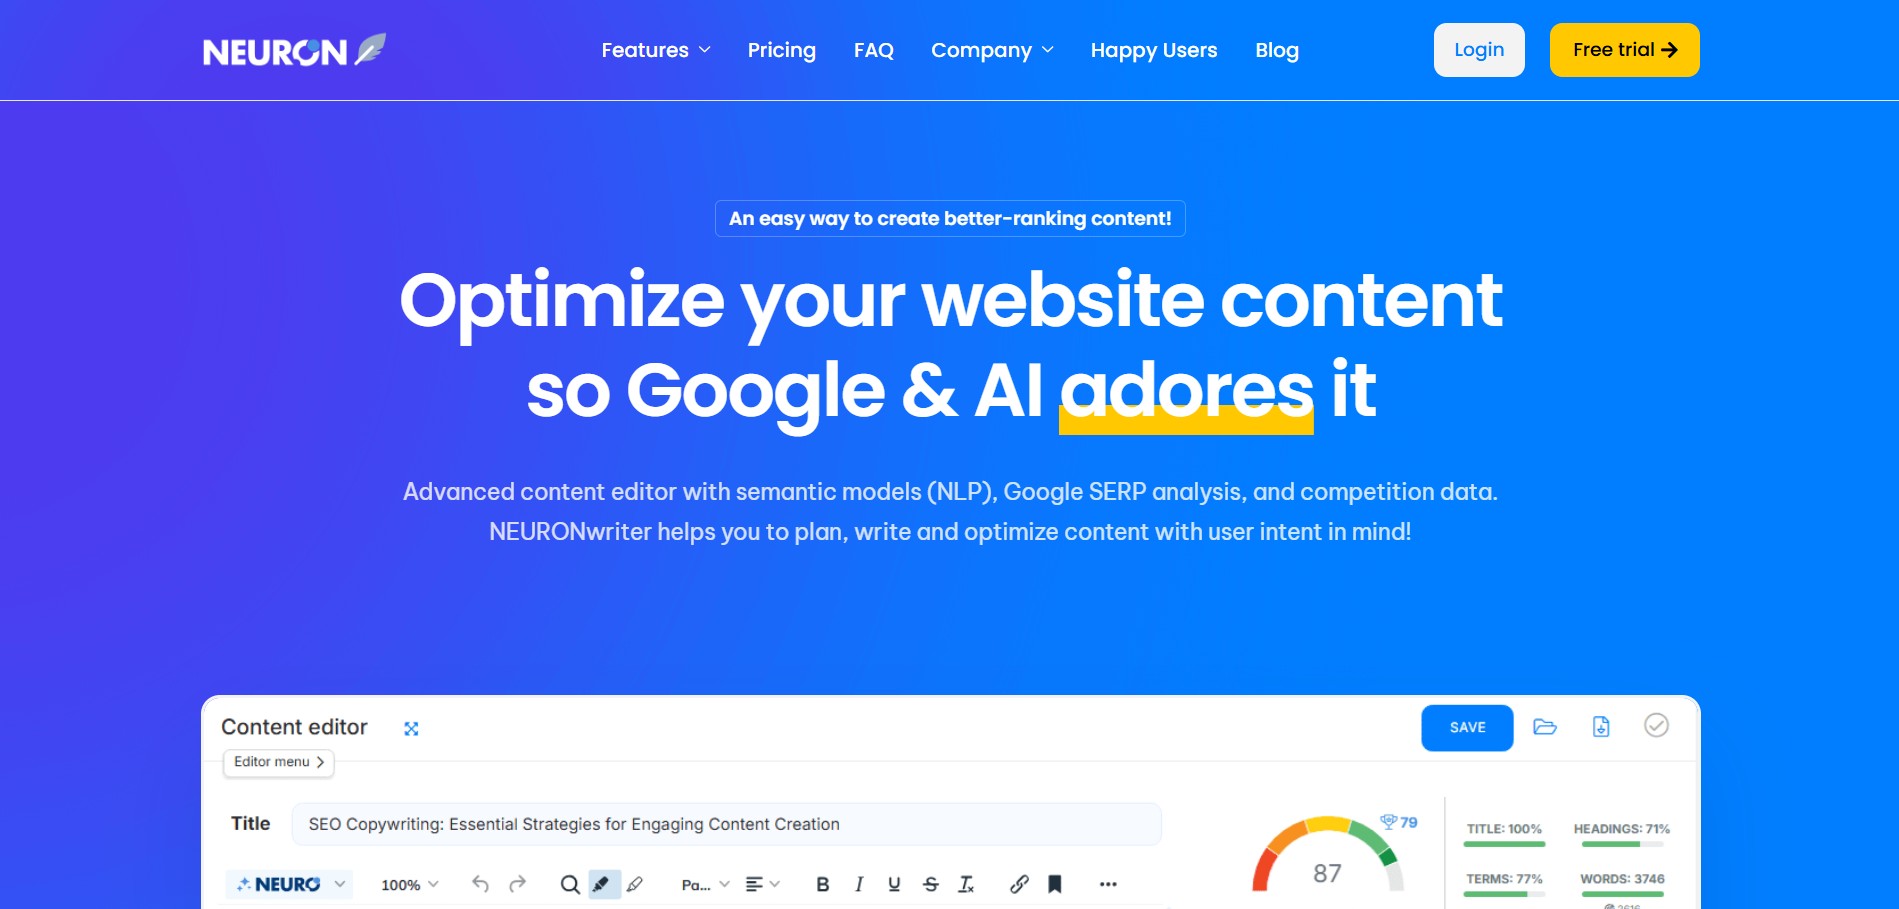 NEURON
Features Pricing FAQ Company Happy Users Blog
Login
Free trial
An easy way to create better-ranking content!
Optimize your website content
so Google & AI adores it
Advanced content editor with semantic models (NLP), Google SERP analysis, and competition data.
NEURONwriter helps you to plan, write and optimize content with user intent in mind!
Content editor
SAVE
Editor menu
Title
SEO Copywriting: Essential Strategies for Engaging Content Creation
79
87
TITLE: 100% HEADINGS: 71%
NEURO 100% Pa... B I U S T
TERMS: 77% WORDS: 3746